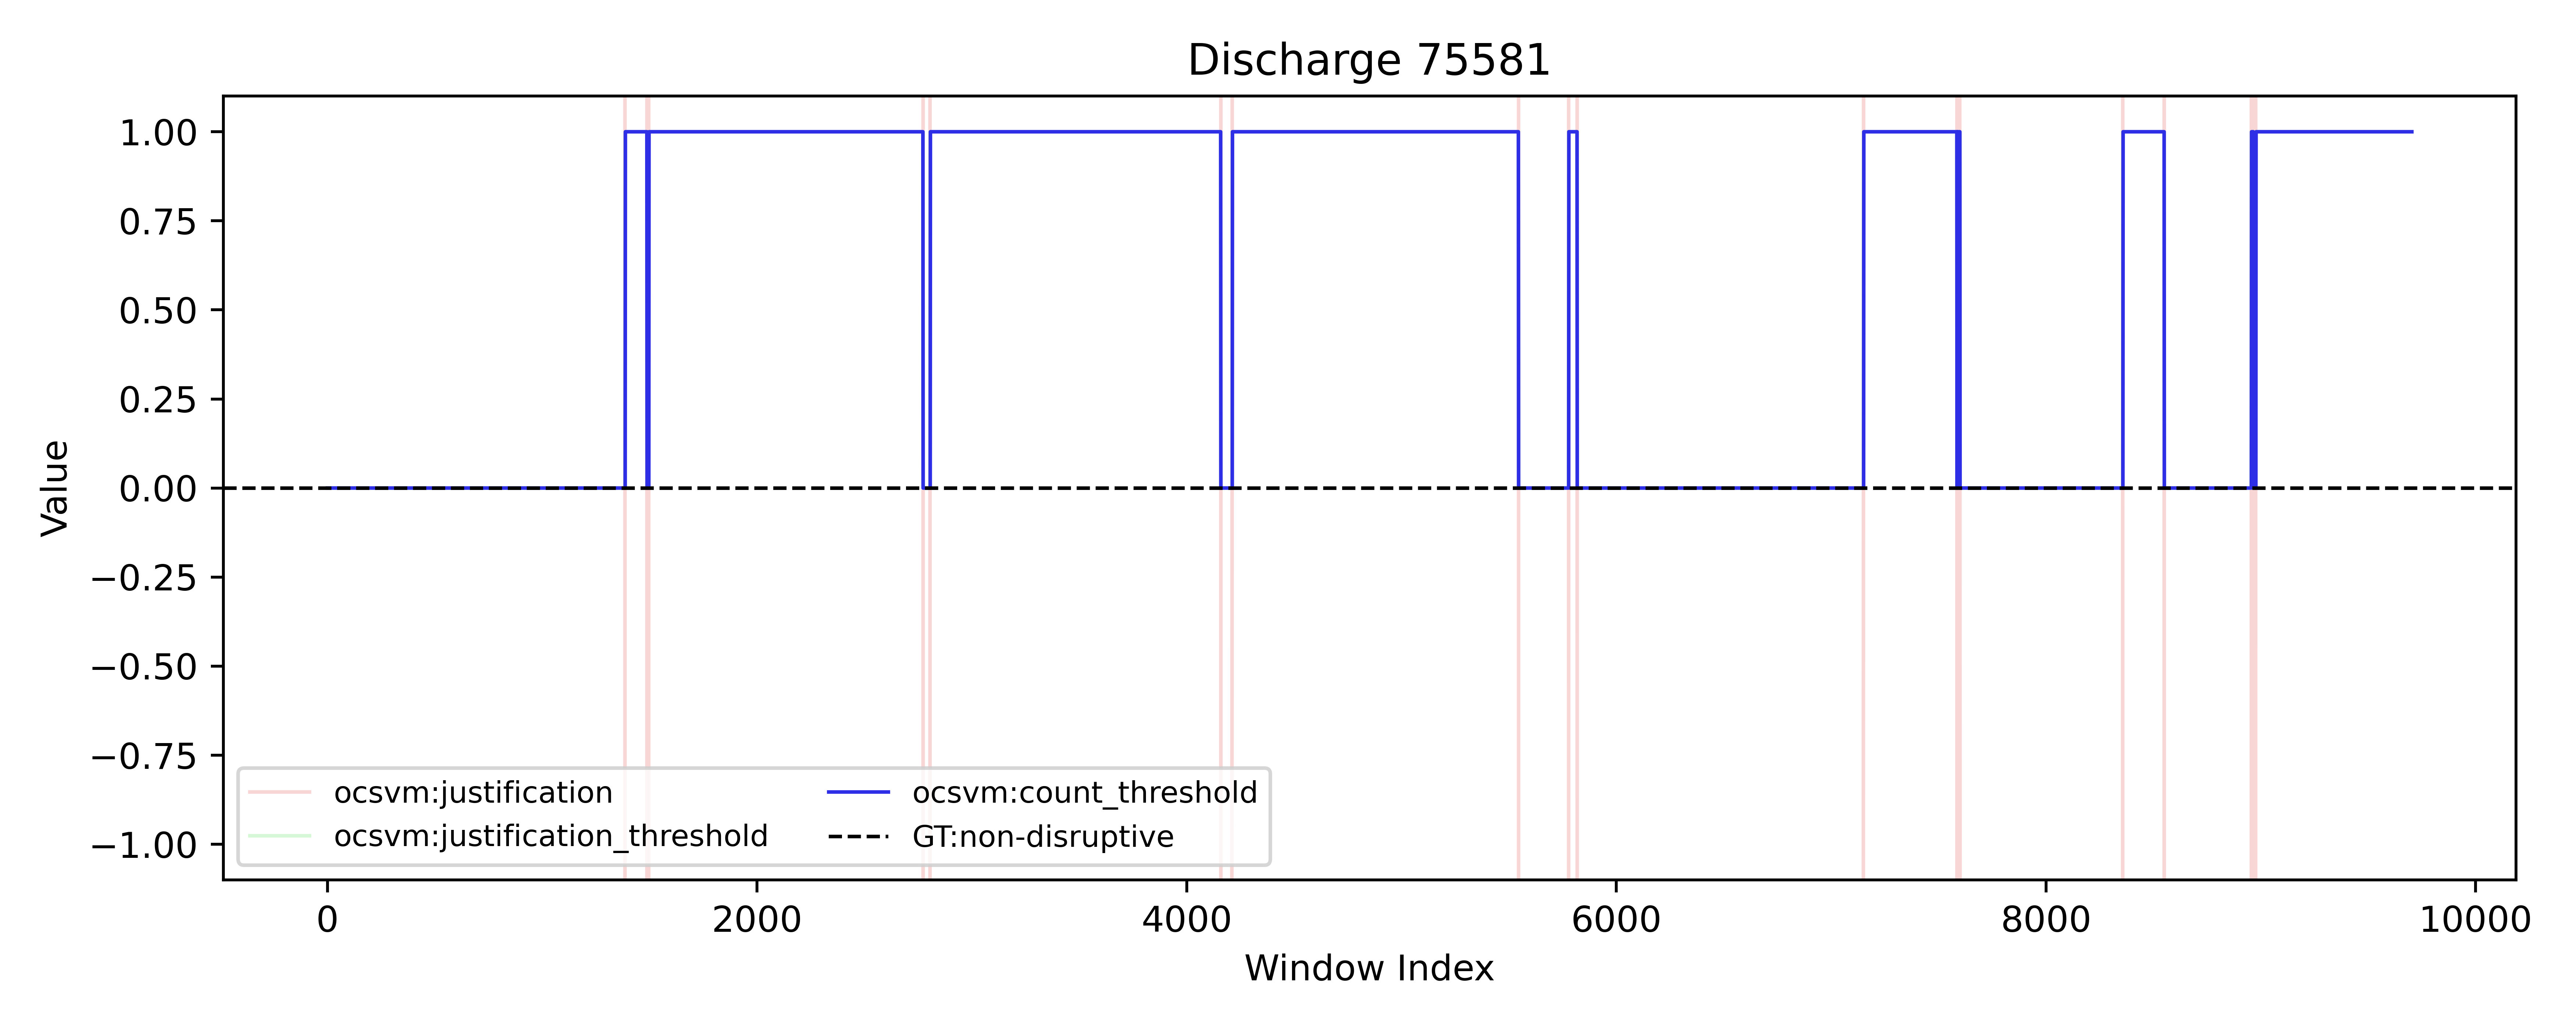 Discharge 75581
1.00
0.75
0.50
0.25
0.00
−0.25
−0.50
−0.75
−1.00
Value
ocsvm:justification
ocsvm:justification_threshold
ocsvm:count_threshold
GT:non-disruptive
0 2000 4000 6000 8000 10000
Window Index